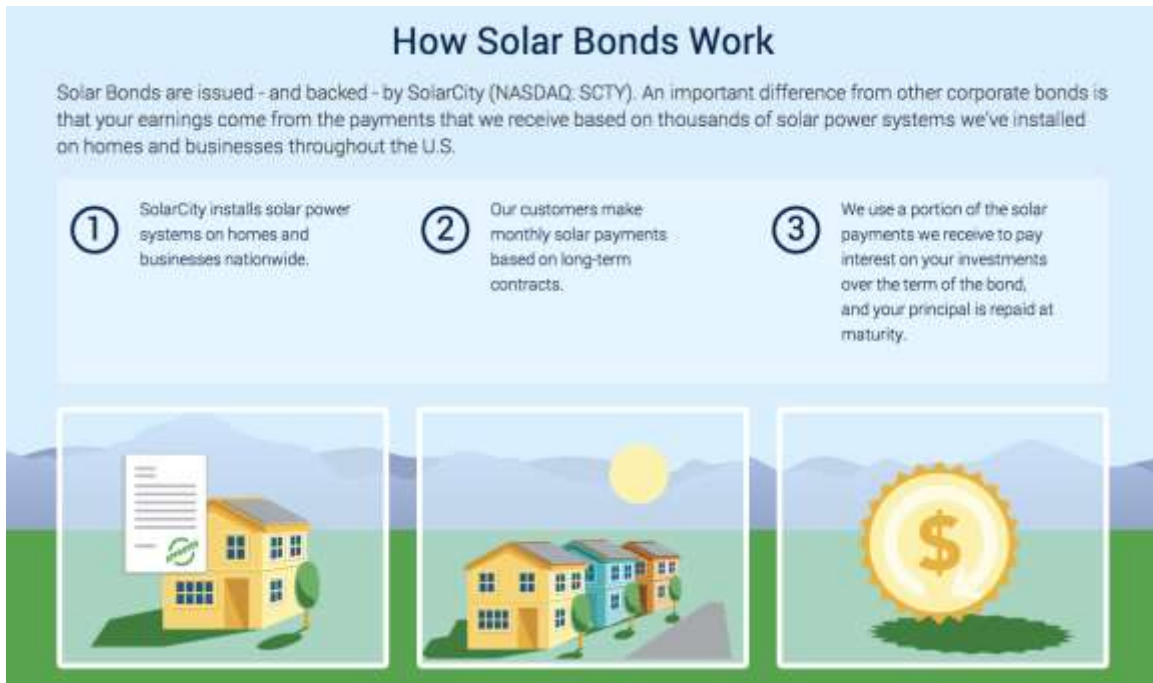 How Solar Bonds Work
Solar Bonds are issued - and backed - by SolarCity (NASDAQ: SCTY). An important difference from other corporate bonds is
that your earnings come from the payments that we receive based on thousands of solar power systems we've installed
on homes and businesses throughout the U.S.
1
SolarCity installs solar power
systems on homes and
businesses nationwide.
2
Our customers make
monthly solar payments
based on long-term
contracts.
3
We use a portion of the solar
payments we receive to pay
interest on your investments
over the term of the bond,
and your principal is repaid at
maturity.
$